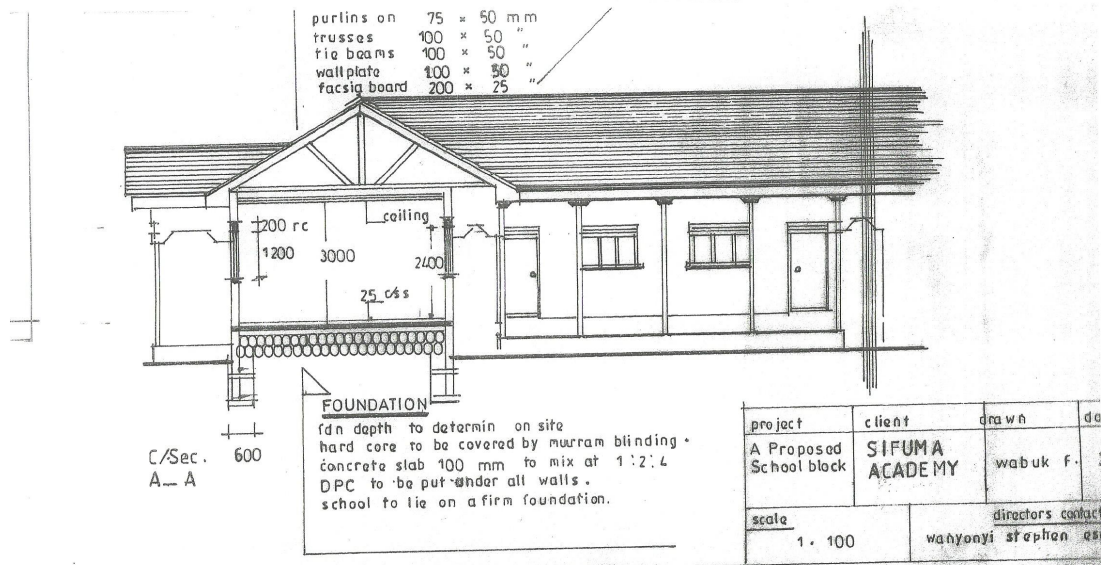 purlins on 75 × 50 mm
trusses 100 × 50 "
tie beams 100 × 50 "
wallplate 100 × 50 "
facsia board 200 × 25 "
200 rc
ceiling
1200
3000
2400
25 c/s s
FOUNDATION
fdn depth to determin on site
hard core to be covered by murram blinding.
concrete slab 100 mm to mix at 1:2:4
DPC to be put under all walls.
school to lie on a firm foundation.
C/Sec. 600
A_ A
project client drawn
A Proposed School block
SIFUMA ACADEMY
wabuk f.
scale
1. 100
directors contact
wanyonyi stephen